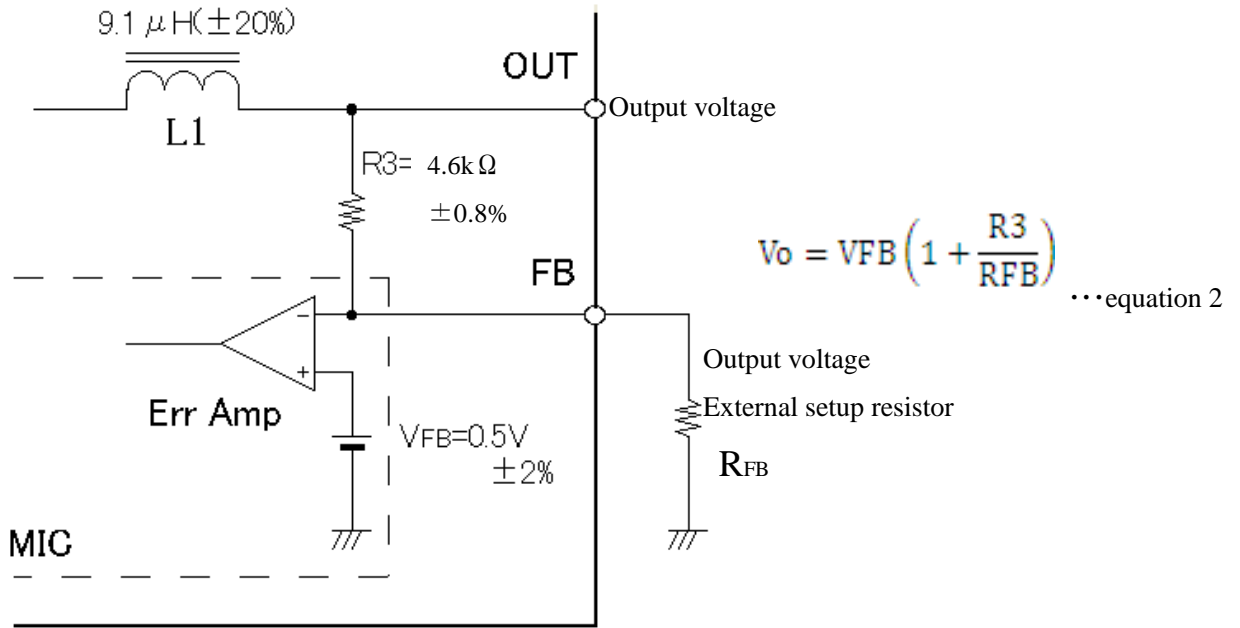 9.1 μH(±20%)
L1
OUT
Output voltage
R3= 4.6kΩ
±0.8%
Vo = VFB(1 + R3/RFB)
···equation 2
FB
Output voltage
External setup resistor
RFB
−
+
Err Amp
VFB=0.5V
±2%
MIC